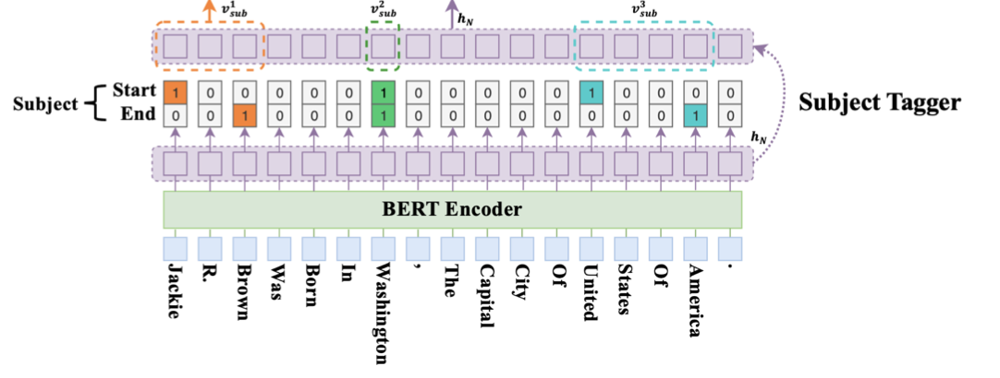 v¹sub h_N v²sub v³sub
Subject Start 1 0 0 0 0 0 1 0 0 0 0 0 1 0 0 0 0
End 0 0 1 0 0 0 1 0 0 0 0 0 0 0 0 1 0
Subject Tagger
h_N
BERT Encoder
Jackie R. Brown Was Born In Washington , The Capital City Of United States Of America .